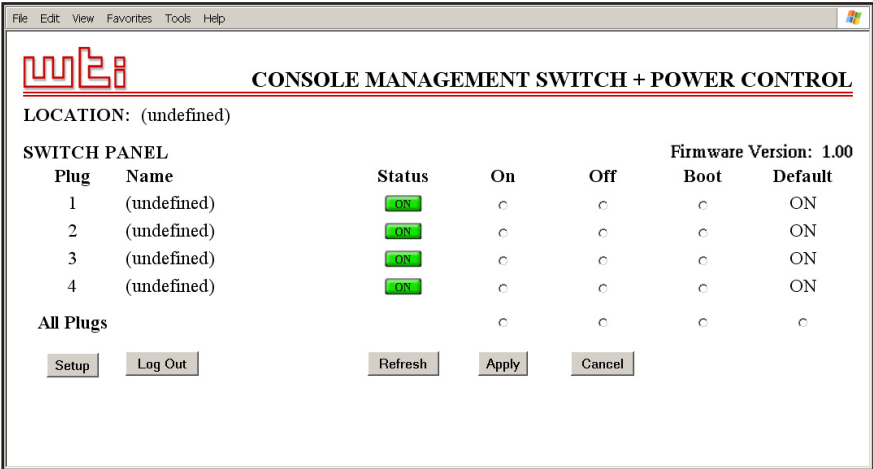 File Edit View Favorites Tools Help
wti
CONSOLE MANAGEMENT SWITCH + POWER CONTROL
LOCATION: (undefined)
SWITCH PANEL Firmware Version: 1.00
Plug Name Status On Off Boot Default
1 (undefined) ON ON
2 (undefined) ON ON
3 (undefined) ON ON
4 (undefined) ON ON
All Plugs
Setup Log Out Refresh Apply Cancel